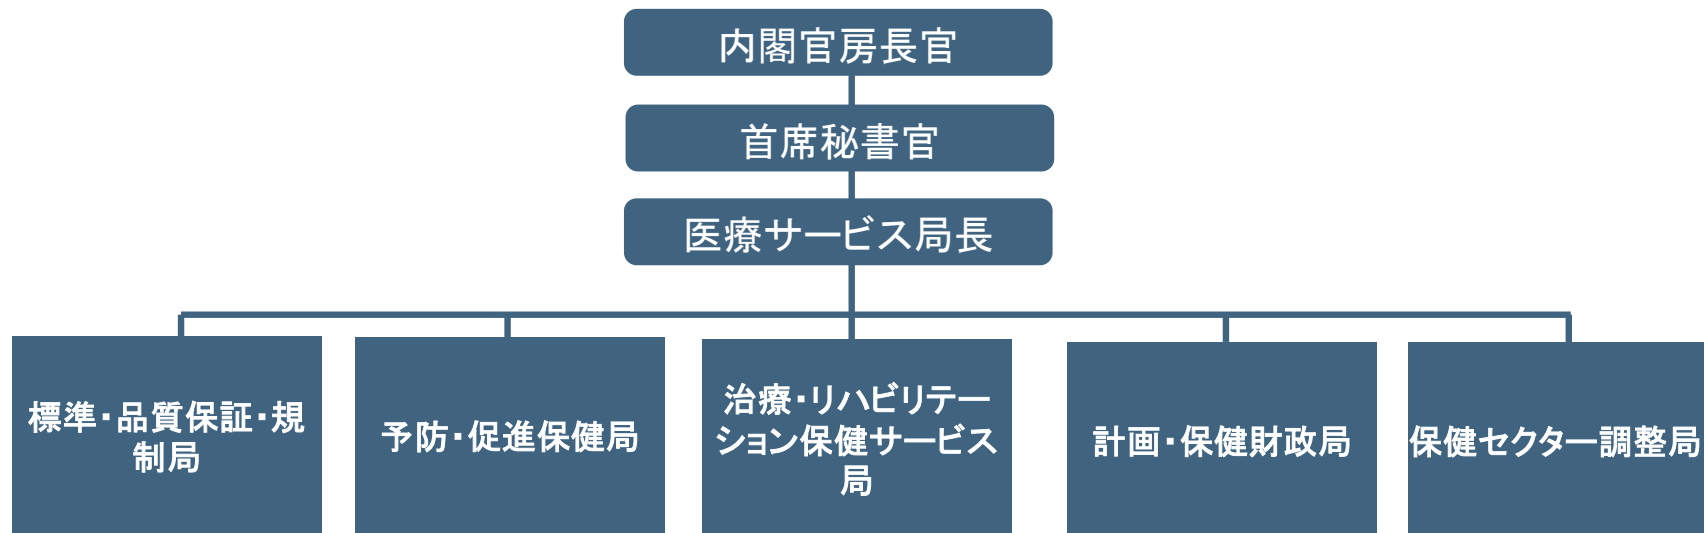 内閣官房長官
首席秘書官
医療サービス局長
標準・品質保証・規
制局
予防・促進保健局
治療・リハビリテー
ション保健サービス
局
計画・保健財政局
保健セクター調整局